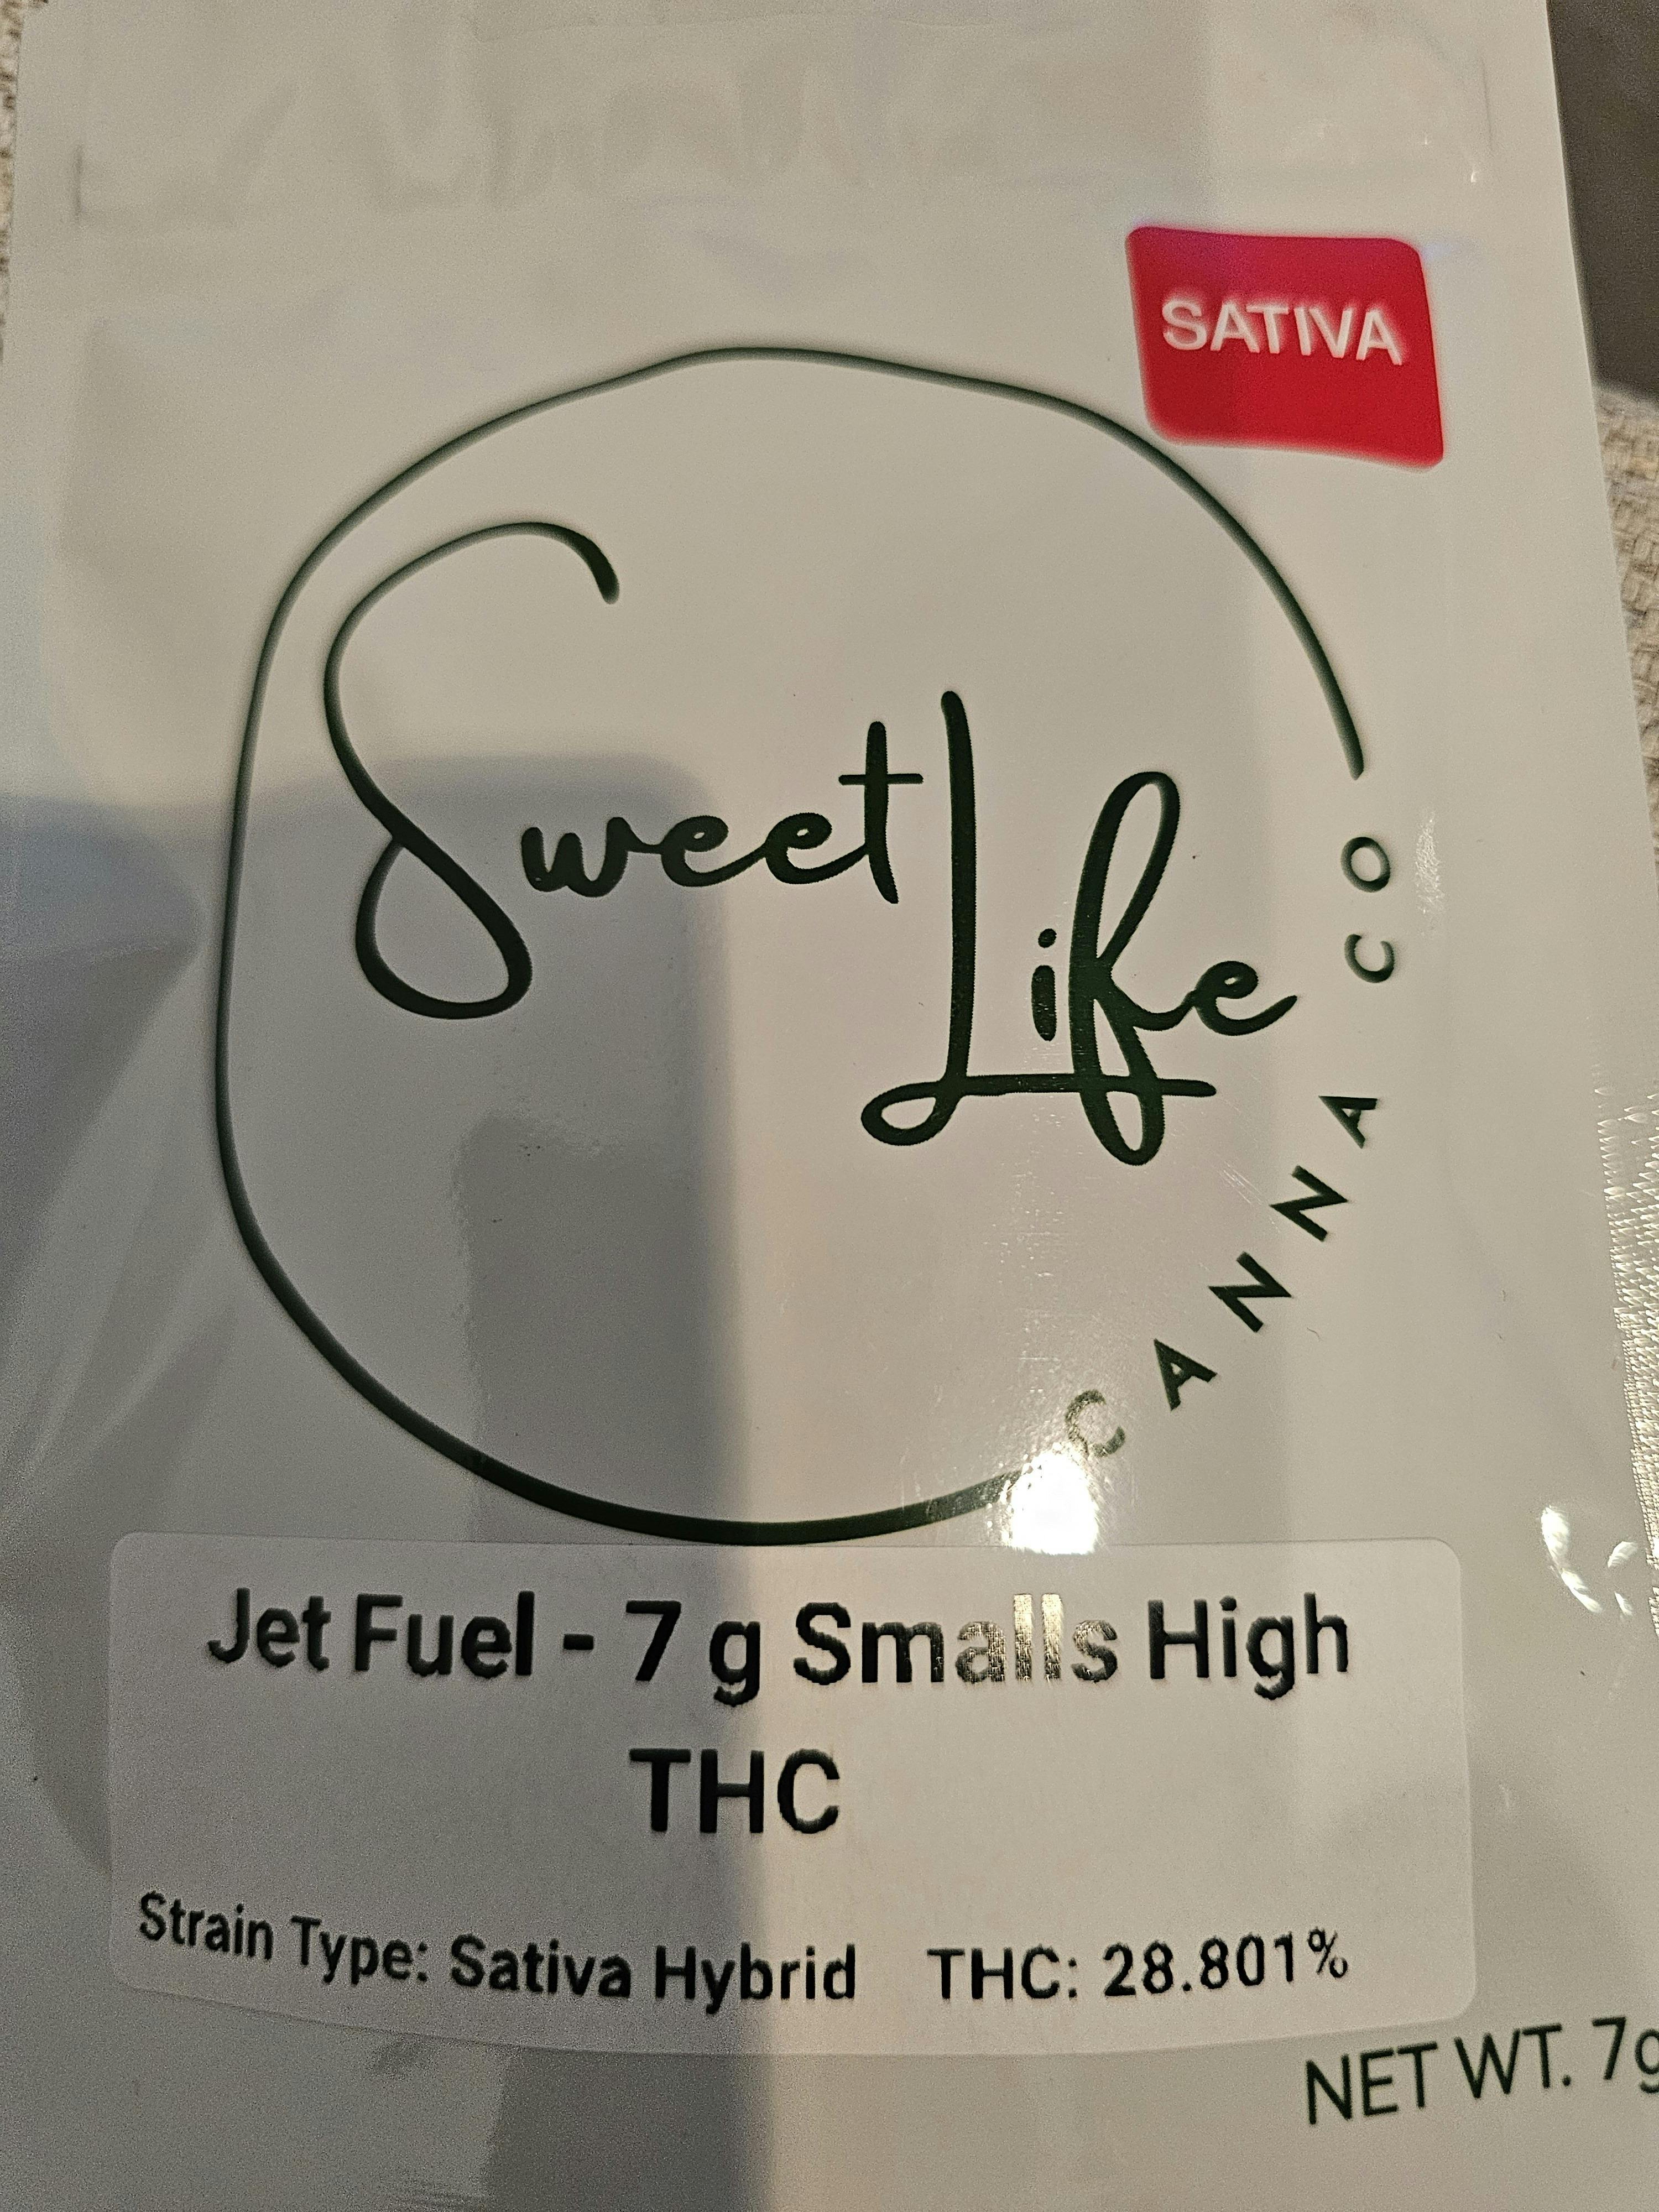 SATIVA
Sweet
Life
CANNA CO
Jet Fuel - 7 g Smalls High
THC
Strain Type: Sativa Hybrid THC: 28.801%
NET WT. 7g